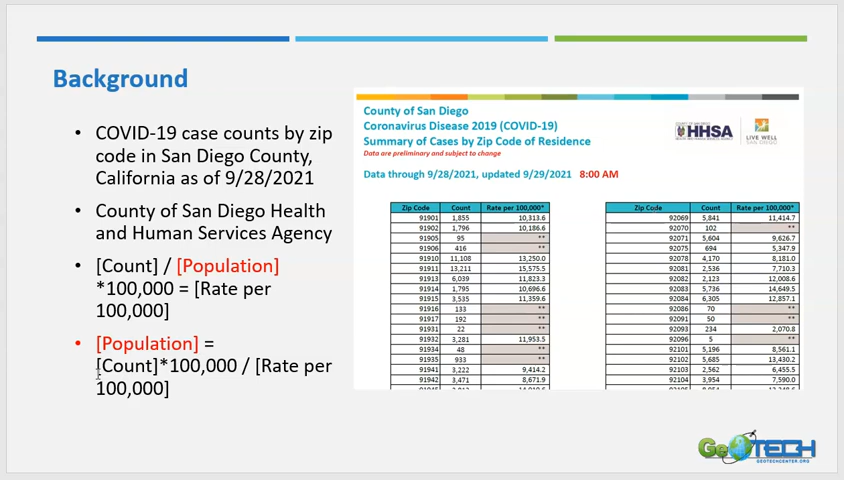 Background
• COVID-19 case counts by zip
code in San Diego County,
California as of 9/28/2021
• County of San Diego Health
and Human Services Agency
• [Count] / [Population]
*100,000 = [Rate per
100,000]
• [Population] =
[Count]*100,000 / [Rate per
100,000]
County of San Diego
Coronavirus Disease 2019 (COVID-19)
Summary of Cases by Zip Code of Residence
Data are preliminary and subject to change
HHSA
LIVE WELL
SAN DIEGO
Data through 9/28/2021, updated 9/29/2021 8:00 AM
Zip Code Count Rate per 100,000*
91901 1,855 10,313.6
91902 1,796 10,186.6
91905 95 **
91906 416 **
91910 11,108 13,250.0
91911 13,211 15,575.5
91913 6,039 11,823.3
91914 1,795 10,696.6
91915 3,535 11,359.6
91916 133 **
91917 192 **
91931 22 **
91932 3,281 11,953.5
91934 48 **
91935 933 **
91941 3,222 9,414.2
91942 3,471 8,671.9
Zip Code Count Rate per 100,000*
92069 5,841 11,414.7
92070 102 **
92071 5,604 9,626.7
92075 694 5,347.9
92078 4,170 8,181.0
92081 2,536 7,710.3
92082 2,123 12,008.6
92083 5,736 14,649.5
92084 6,305 12,857.1
92086 70 **
92091 50 **
92093 234 2,070.8
92096 5 **
92101 5,196 8,561.1
92102 5,685 13,430.2
92103 2,562 6,455.5
92104 3,954 7,590.0
GeoTECH
GEOTECHCENTER.ORG